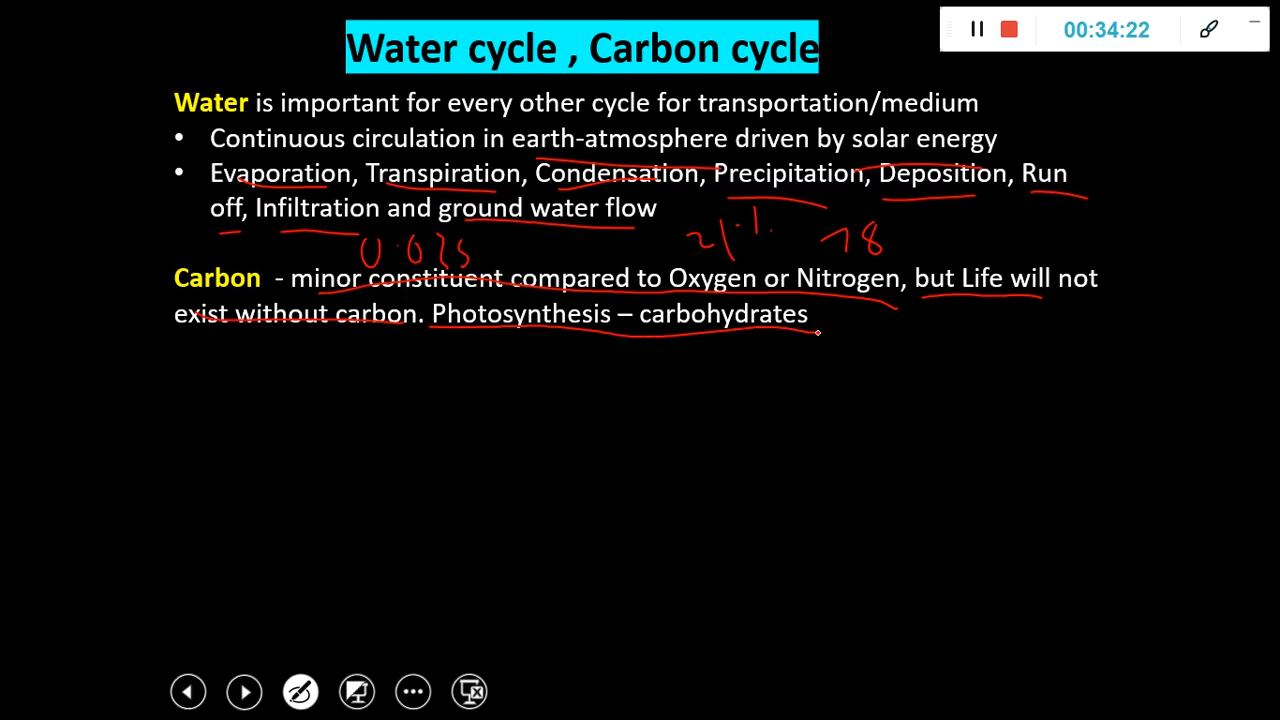 00:34:22
Water cycle , Carbon cycle
Water is important for every other cycle for transportation/medium
• Continuous circulation in earth-atmosphere driven by solar energy
• Evaporation, Transpiration, Condensation, Precipitation, Deposition, Run
off, Infiltration and ground water flow
21.1. 78
Carbon - minor constituent compared to Oxygen or Nitrogen, but Life will not
exist without carbon. Photosynthesis – carbohydrates